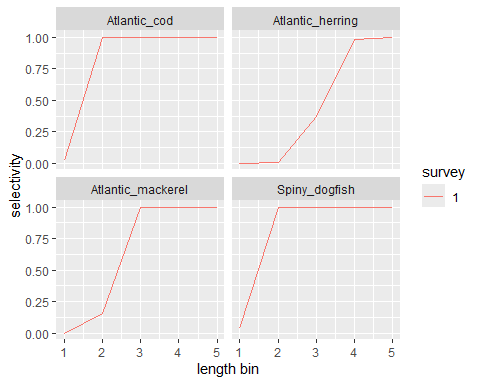 Atlantic_cod Atlantic_herring
1.00
0.75
0.50
0.25
0.00
Atlantic_mackerel Spiny_dogfish
1.00
0.75
0.50
0.25
0.00
1 2 3 4 5 1 2 3 4 5
length bin
selectivity
survey
1